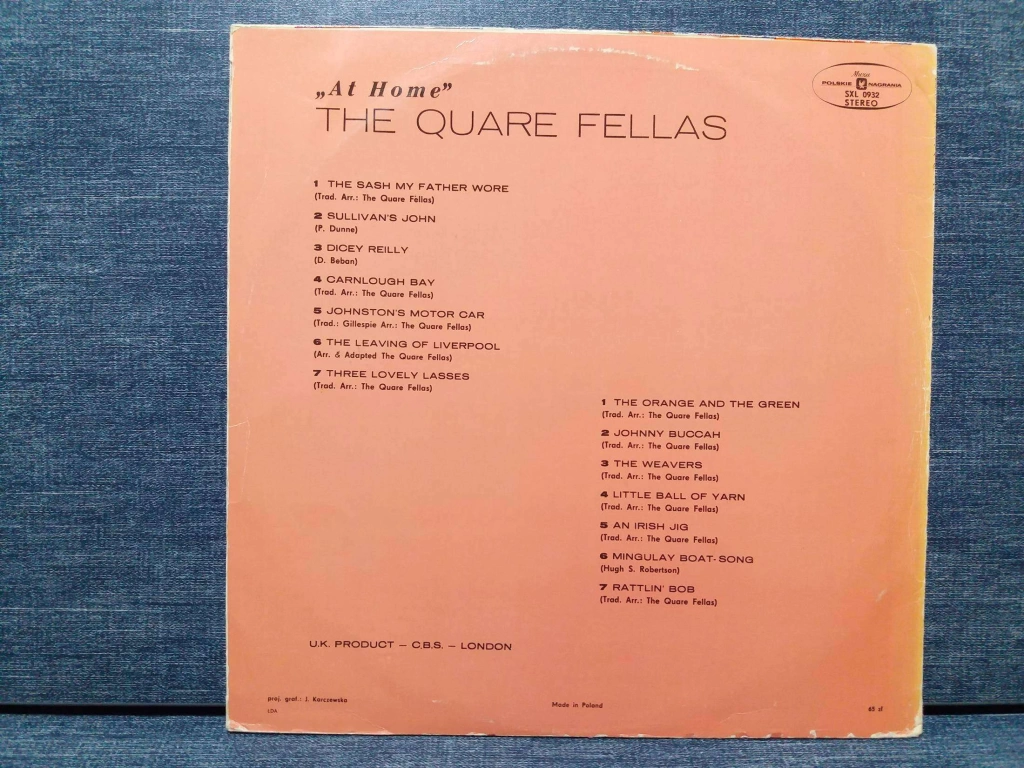 „At Home”
THE QUARE FELLAS
Muza
POLSKIE NAGRANIA
SXL 0932
STEREO
1 THE SASH MY FATHER WORE
(Trad. Arr.: The Quare Fellas)
2 SULLIVAN'S JOHN
(P. Dunne)
3 DICEY REILLY
(D. Beban)
4 CARNLOUGH BAY
(Trad. Arr.: The Quare Fellas)
5 JOHNSTON'S MOTOR CAR
(Trad.: Gillespie Arr.: The Quare Fellas)
6 THE LEAVING OF LIVERPOOL
(Arr. & Adapted The Quare Fellas)
7 THREE LOVELY LASSES
(Trad. Arr.: The Quare Fellas)
1 THE ORANGE AND THE GREEN
(Trad. Arr.: The Quare Fellas)
2 JOHNNY BUCCAH
(Trad. Arr.: The Quare Fellas)
3 THE WEAVERS
(Trad. Arr.: The Quare Fellas)
4 LITTLE BALL OF YARN
(Trad. Arr.: The Quare Fellas)
5 AN IRISH JIG
(Trad. Arr.: The Quare Fellas)
6 MINGULAY BOAT-SONG
(Hugh S. Robertson)
7 RATTLIN' BOB
(Trad. Arr.: The Quare Fellas)
U.K. PRODUCT — C.B.S. — LONDON
proj. graf.: J. Karczewska
LDA
Made in Poland
65 zł